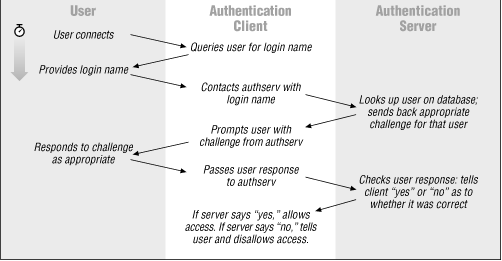 User
Authentication
Client
Authentication
Server
User connects
Queries user for login name
Provides login name
Contacts authserv with
login name
Looks up user on database;
sends back appropriate
challenge for that user
Prompts user with
challenge from authserv
Responds to challenge
as appropriate
Passes user response
to authserv
Checks user response: tells
client "yes" or "no" as to
whether it was correct
If server says "yes," allows
access. If server says "no," tells
user and disallows access.